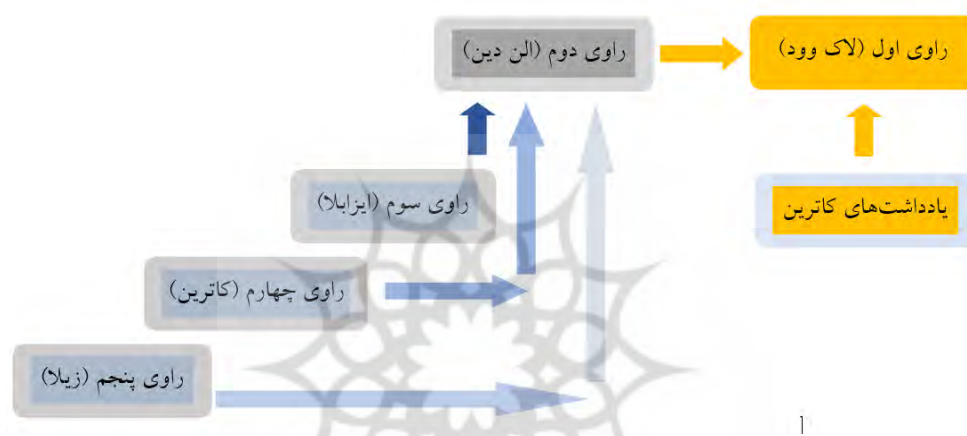 راوی اول (لاک وود)
راوی دوم (الن دین)
راوی سوم (ایزابلا)
یادداشت‌های کاترین
راوی چهارم (کاترین)
راوی پنجم (زیلا)